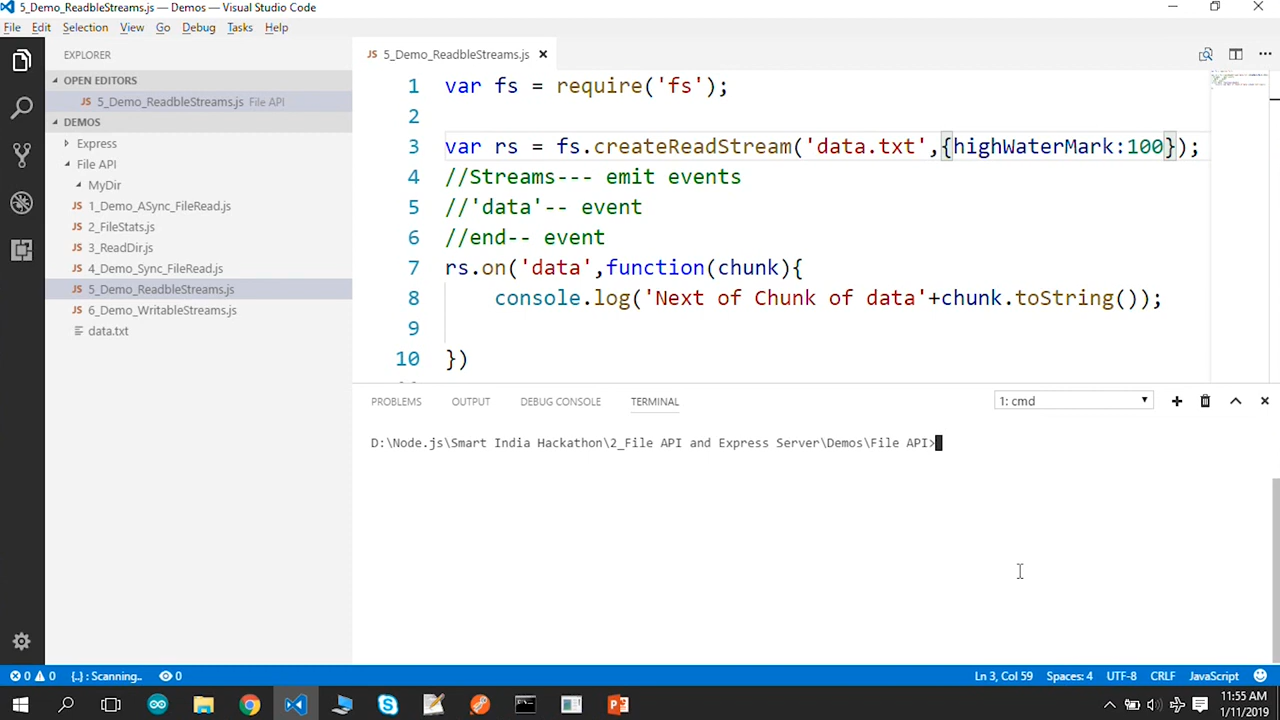 5_Demo_ReadbleStreams.js — Demos — Visual Studio Code
File Edit Selection View Go Debug Tasks Help
EXPLORER
OPEN EDITORS
JS 5_Demo_ReadbleStreams.js File API
DEMOS
Express
File API
MyDir
JS 1_Demo_ASync_FileRead.js
JS 2_FileStats.js
JS 3_ReadDir.js
JS 4_Demo_Sync_FileRead.js
JS 5_Demo_ReadbleStreams.js
JS 6_Demo_WritableStreams.js
data.txt
JS 5_Demo_ReadbleStreams.js
1 var fs = require('fs');
2
3 var rs = fs.createReadStream('data.txt',{highWaterMark:100});
4 //Streams--- emit events
5 //'data'-- event
6 //end-- event
7 rs.on('data',function(chunk){
8 console.log('Next of Chunk of data'+chunk.toString());
9
10 })
PROBLEMS OUTPUT DEBUG CONSOLE TERMINAL 1: cmd
D:\Node.js\Smart India Hackathon\2_File API and Express Server\Demos\File API>
0 0 {..} : Scanning.. 0 Ln 3, Col 59 Spaces: 4 UTF-8 CRLF JavaScript
11:55 AM
1/11/2019